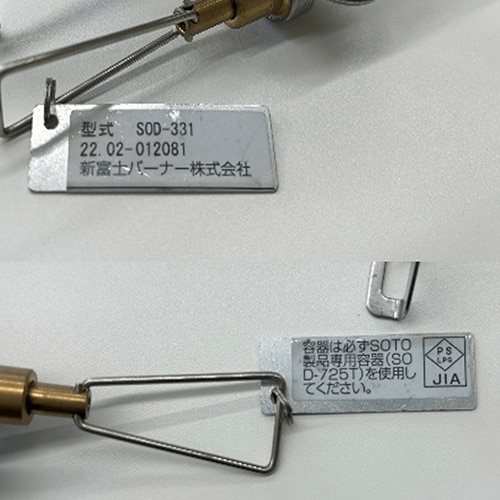 型式 SOD-331
22.02-012081
新富士バーナー株式会社
容器は必ずSOTO
製品専用容器(SO
D-725T)を使用し
てください。
PS
LPG
JIA